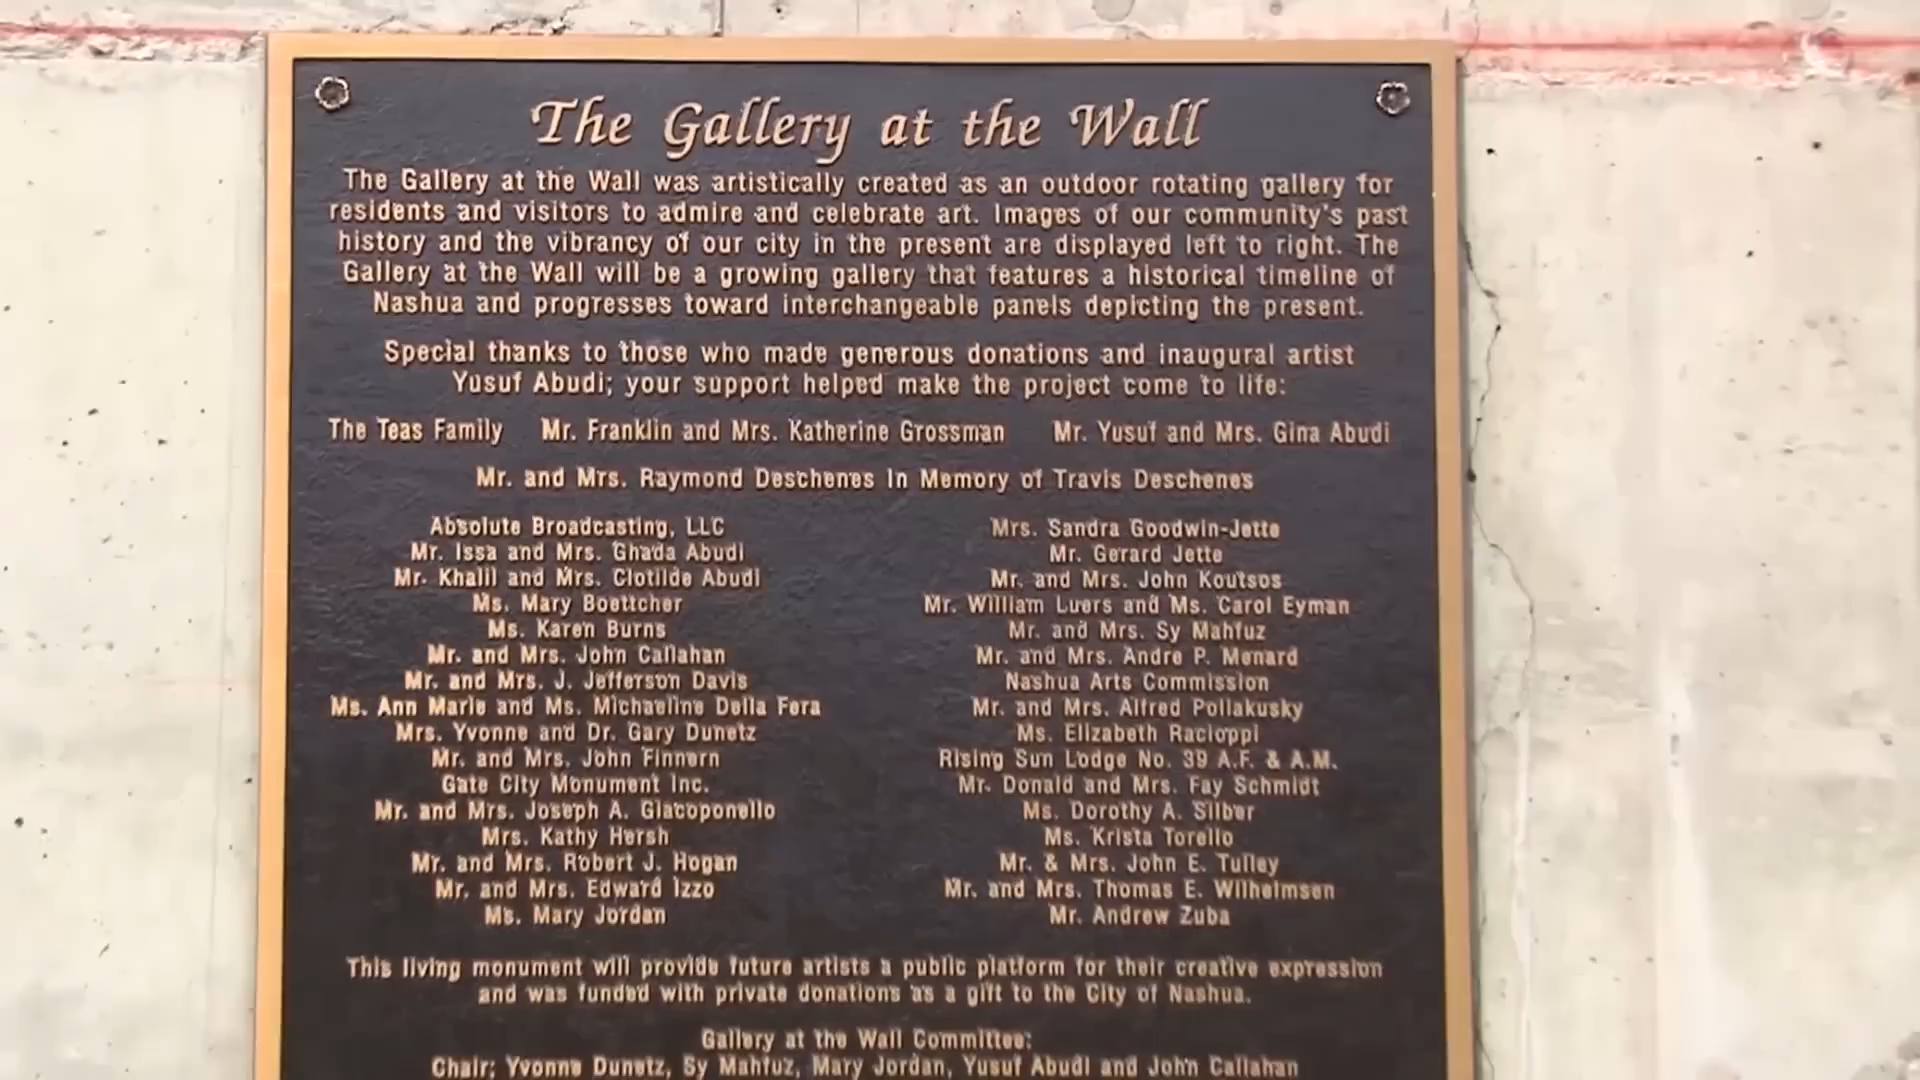 The Gallery at the Wall
The Gallery at the Wall was artistically created as an outdoor rotating gallery for
residents and visitors to admire and celebrate art. Images of our community's past
history and the vibrancy of our city in the present are displayed left to right. The
Gallery at the Wall will be a growing gallery that features a historical timeline of
Nashua and progresses toward interchangeable panels depicting the present.
Special thanks to those who made generous donations and inaugural artist
Yusuf Abudi; your support helped make the project come to life:
The Teas Family Mr. Franklin and Mrs. Katherine Grossman Mr. Yusuf and Mrs. Gina Abudi
Mr. and Mrs. Raymond Deschenes In Memory of Travis Deschenes
Absolute Broadcasting, LLC
Mr. Issa and Mrs. Ghada Abudi
Mr. Khalil and Mrs. Clotilde Abudi
Ms. Mary Boettcher
Ms. Karen Burns
Mr. and Mrs. John Callahan
Mr. and Mrs. J. Jefferson Davis
Ms. Ann Marie and Ms. Michaeline Della Fera
Mrs. Yvonne and Dr. Gary Dunetz
Mr. and Mrs. John Finnern
Gate City Monument Inc.
Mr. and Mrs. Joseph A. Giacoponello
Mrs. Kathy Hersh
Mr. and Mrs. Robert J. Hogan
Mr. and Mrs. Edward Izzo
Ms. Mary Jordan
Mrs. Sandra Goodwin-Jette
Mr. Gerard Jette
Mr. and Mrs. John Koutsos
Mr. William Luers and Ms. Carol Eyman
Mr. and Mrs. Sy Mahfuz
Mr. and Mrs. Andre P. Menard
Nashua Arts Commission
Mr. and Mrs. Alfred Pollakusky
Ms. Elizabeth Racioppi
Rising Sun Lodge No. 39 A.F. & A.M.
Mr. Donald and Mrs. Fay Schmidt
Ms. Dorothy A. Silber
Ms. Krista Torello
Mr. & Mrs. John E. Tulley
Mr. and Mrs. Thomas E. Wilhelmsen
Mr. Andrew Zuba
This living monument will provide future artists a public platform for their creative expression
and was funded with private donations as a gift to the City of Nashua.
Gallery at the Wall Committee:
Chair; Yvonne Dunetz, Sy Mahfuz, Mary Jordan, Yusuf Abudi and John Callahan